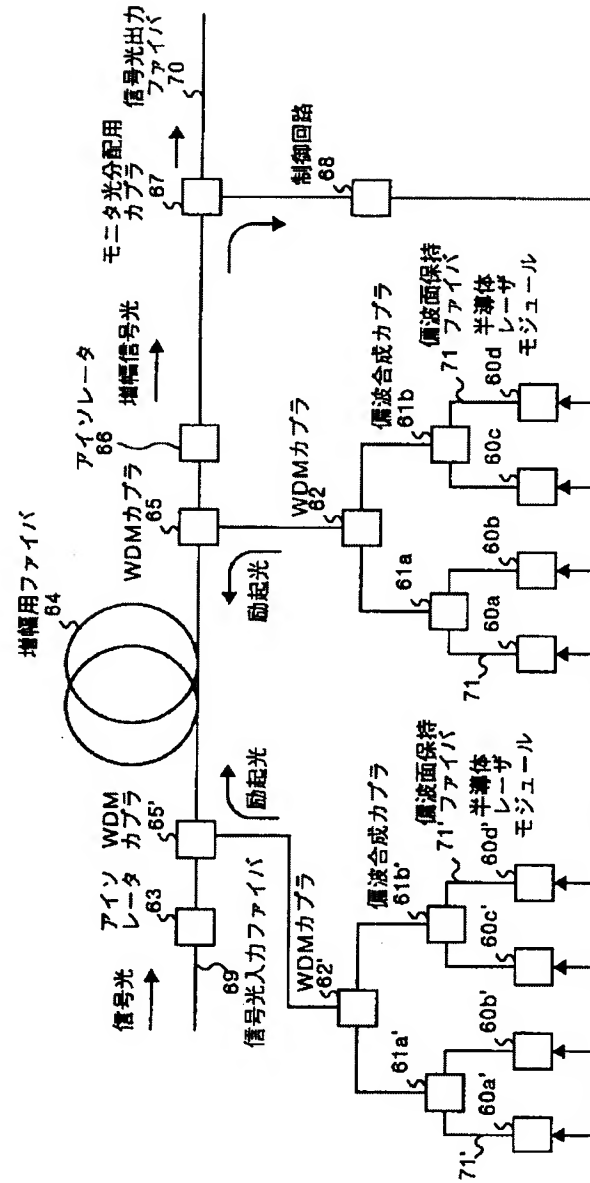 信号光
アイソ
レータ
63
WDM
カプラ
65'
増幅用ファイバ
64
WDMカプラ
65
アイソレータ
66
増幅信号光
モニタ光分配用
カプラ
67
信号光出力
ファイバ
70
69
信号光入力ファイバ
励起光
励起光
制御回路
68
WDMカプラ
62'
WDMカプラ
62
61a'
偏波合成カプラ
61b'
偏波面保持
71' ファイバ
半導体
レーザ
モジュール
61a
偏波合成カプラ
61b
偏波面保持
71 ファイバ
半導体
レーザ
モジュール
71'
60a'
60b'
60c'
60d'
71
60a
60b
60c
60d